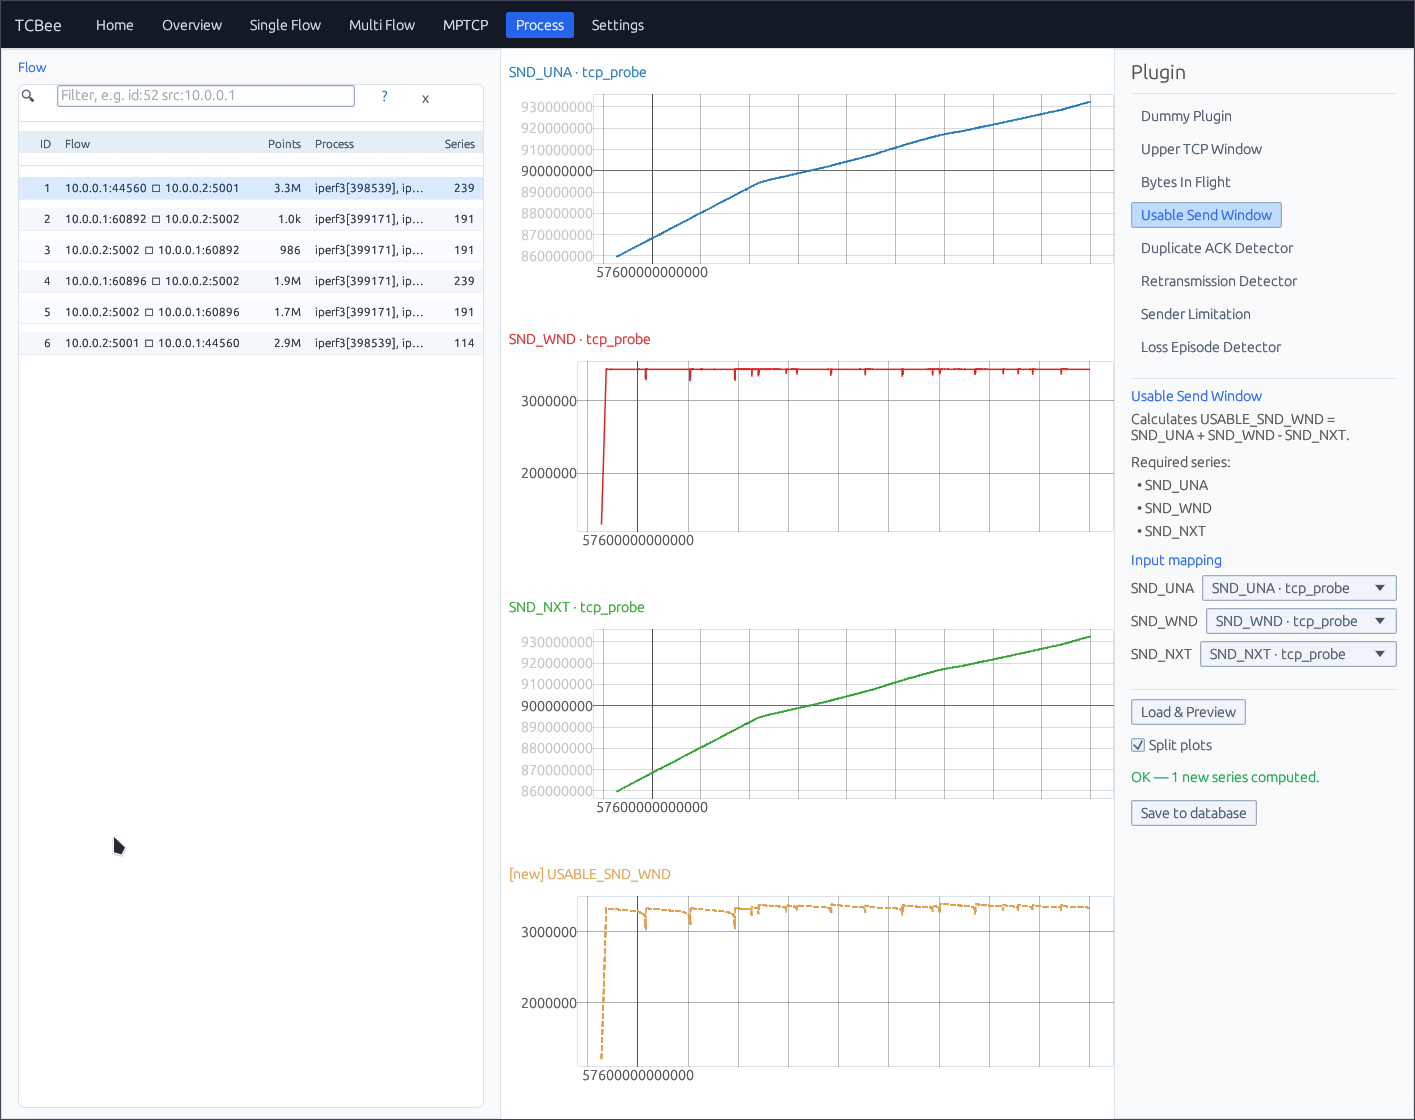 TCBee Home Overview Single Flow Multi Flow MPTCP Process Settings
Flow
Filter, e.g. id:52 src:10.0.0.1 ? x
ID Flow Points Process Series
1 10.0.0.1:44560 □ 10.0.0.2:5001 3.3M iperf3[398539], ip... 239
2 10.0.0.1:60892 □ 10.0.0.2:5002 1.0k iperf3[399171], ip... 191
3 10.0.0.2:5002 □ 10.0.0.1:60892 986 iperf3[399171], ip... 191
4 10.0.0.1:60896 □ 10.0.0.2:5002 1.9M iperf3[399171], ip... 239
5 10.0.0.2:5002 □ 10.0.0.1:60896 1.7M iperf3[399171], ip... 191
6 10.0.0.2:5001 □ 10.0.0.1:44560 2.9M iperf3[398539], ip... 114
SND_UNA · tcp_probe
930000000
920000000
910000000
900000000
890000000
880000000
870000000
860000000
57600000000000
SND_WND · tcp_probe
3000000
2000000
57600000000000
SND_NXT · tcp_probe
930000000
920000000
910000000
900000000
890000000
880000000
870000000
860000000
57600000000000
[new] USABLE_SND_WND
3000000
2000000
57600000000000
Plugin
Dummy Plugin
Upper TCP Window
Bytes In Flight
Usable Send Window
Duplicate ACK Detector
Retransmission Detector
Sender Limitation
Loss Episode Detector
Usable Send Window
Calculates USABLE_SND_WND =
SND_UNA + SND_WND - SND_NXT.
Required series:
• SND_UNA
• SND_WND
• SND_NXT
Input mapping
SND_UNA SND_UNA · tcp_probe
SND_WND SND_WND · tcp_probe
SND_NXT SND_NXT · tcp_probe
Load & Preview
Split plots
OK — 1 new series computed.
Save to database